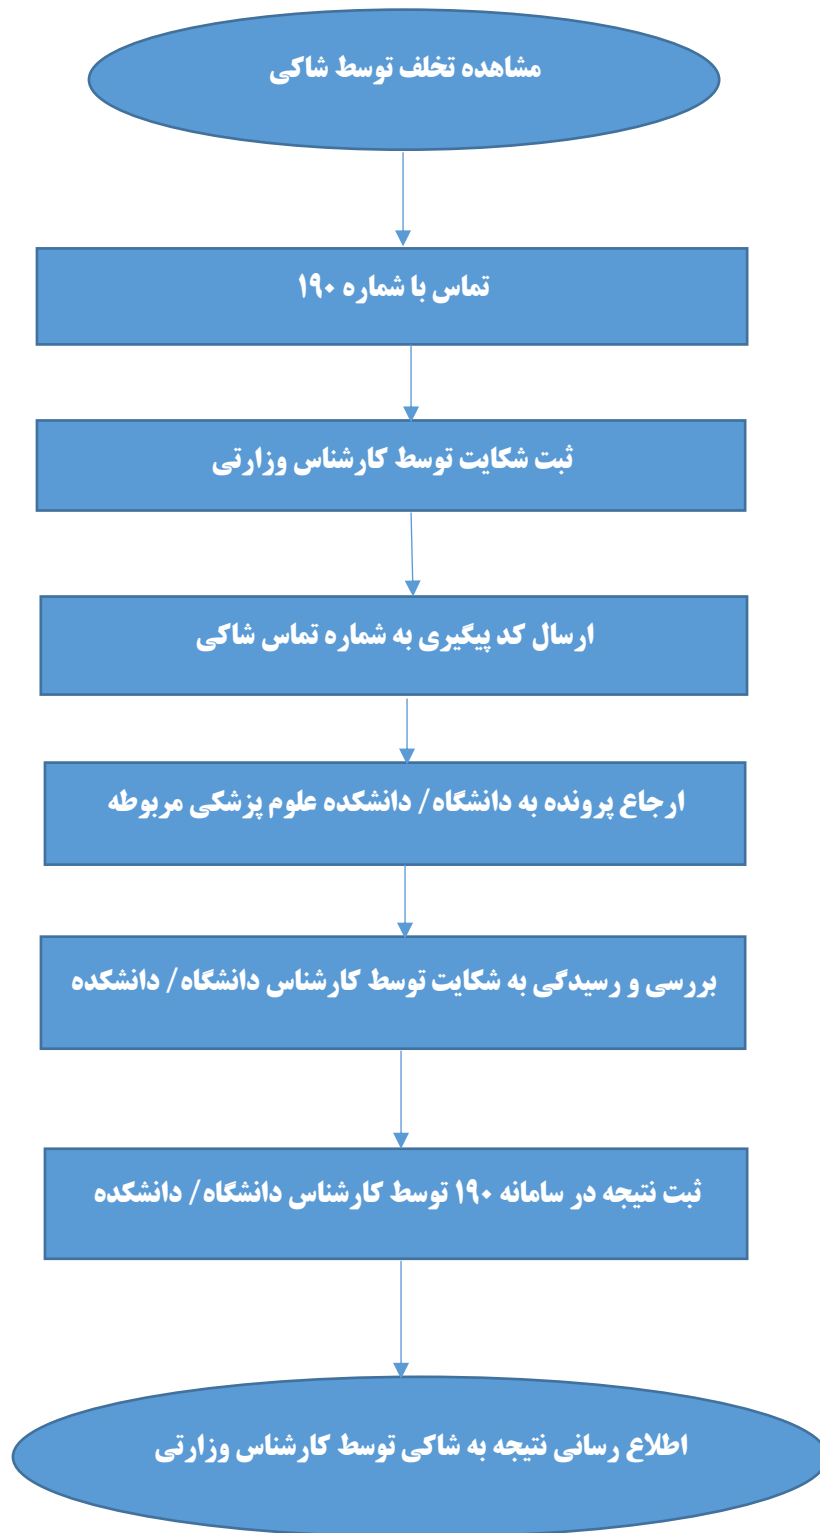 مشاهده تخلف توسط شاکی
تماس با شماره ۱۹۰
ثبت شکایت توسط کارشناس وزارتی
ارسال کد پیگیری به شماره تماس شاکی
ارجاع پرونده به دانشگاه/ دانشکده علوم پزشکی مربوطه
بررسی و رسیدگی به شکایت توسط کارشناس دانشگاه/ دانشکده
ثبت نتیجه در سامانه ۱۹۰ توسط کارشناس دانشگاه/ دانشکده
اطلاع رسانی نتیجه به شاکی توسط کارشناس وزارتی